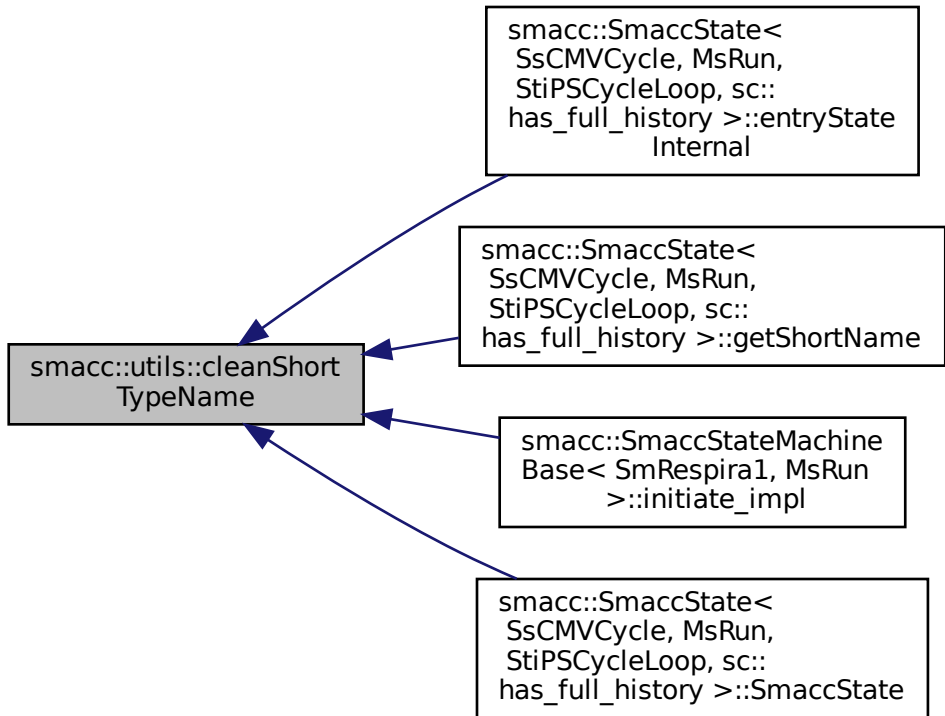 smacc::SmaccState<
SsCMVCycle, MsRun,
StiPSCycleLoop, sc::
has_full_history >::entryState
Internal
smacc::SmaccState<
SsCMVCycle, MsRun,
StiPSCycleLoop, sc::
has_full_history >::getShortName
smacc::utils::cleanShort
TypeName
smacc::SmaccStateMachine
Base< SmRespira1, MsRun
>::initiate_impl
smacc::SmaccState<
SsCMVCycle, MsRun,
StiPSCycleLoop, sc::
has_full_history >::SmaccState